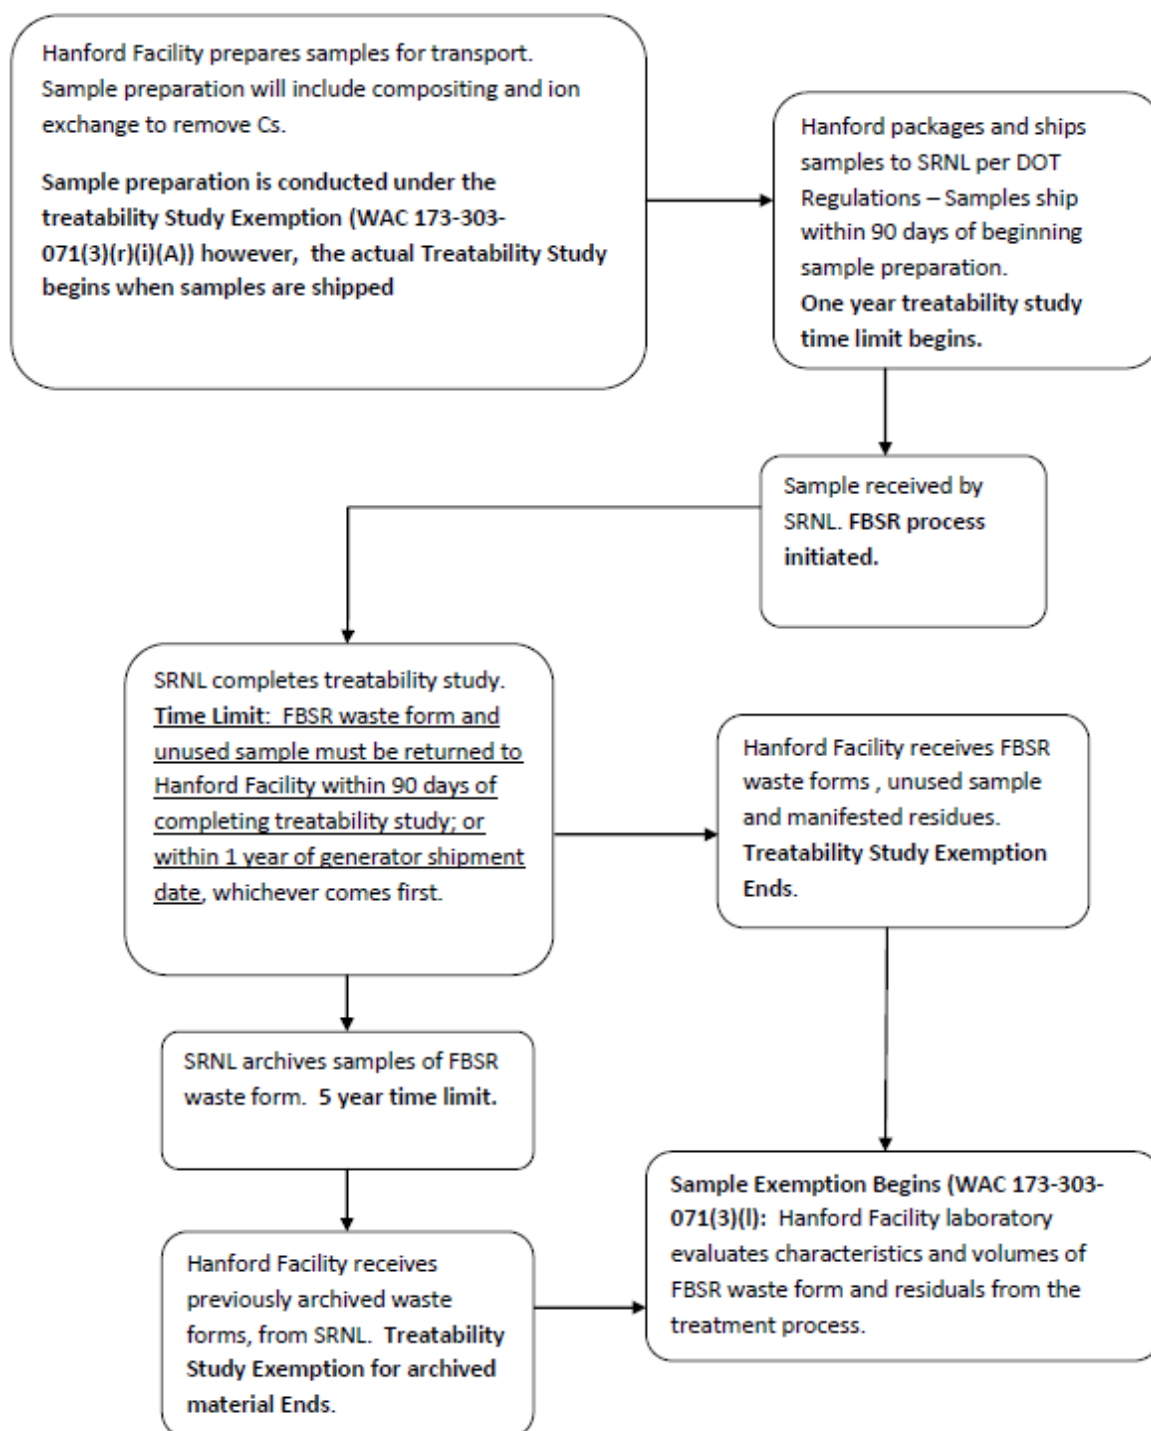 Hanford Facility prepares samples for transport.
Sample preparation will include compositing and ion
exchange to remove Cs.
Sample preparation is conducted under the
treatability Study Exemption (WAC 173-303-
071(3)(r)(i)(A)) however,  the actual Treatability Study
begins when samples are shipped
Hanford packages and ships
samples to SRNL per DOT
Regulations – Samples ship
within 90 days of beginning
sample preparation.
One year treatability study
time limit begins.
Sample received by
SRNL. FBSR process
initiated.
SRNL completes treatability study.
Time Limit:  FBSR waste form and
unused sample must be returned to
Hanford Facility within 90 days of
completing treatability study; or
within 1 year of generator shipment
date, whichever comes first.
Hanford Facility receives FBSR
waste forms , unused sample
and manifested residues.
Treatability Study Exemption
Ends.
SRNL archives samples of FBSR
waste form.  5 year time limit.
Sample Exemption Begins (WAC 173-303-
071(3)(l):  Hanford Facility laboratory
evaluates characteristics and volumes of
FBSR waste form and residuals from the
treatment process.
Hanford Facility receives
previously archived waste
forms, from SRNL.  Treatability
Study Exemption for archived
material Ends.